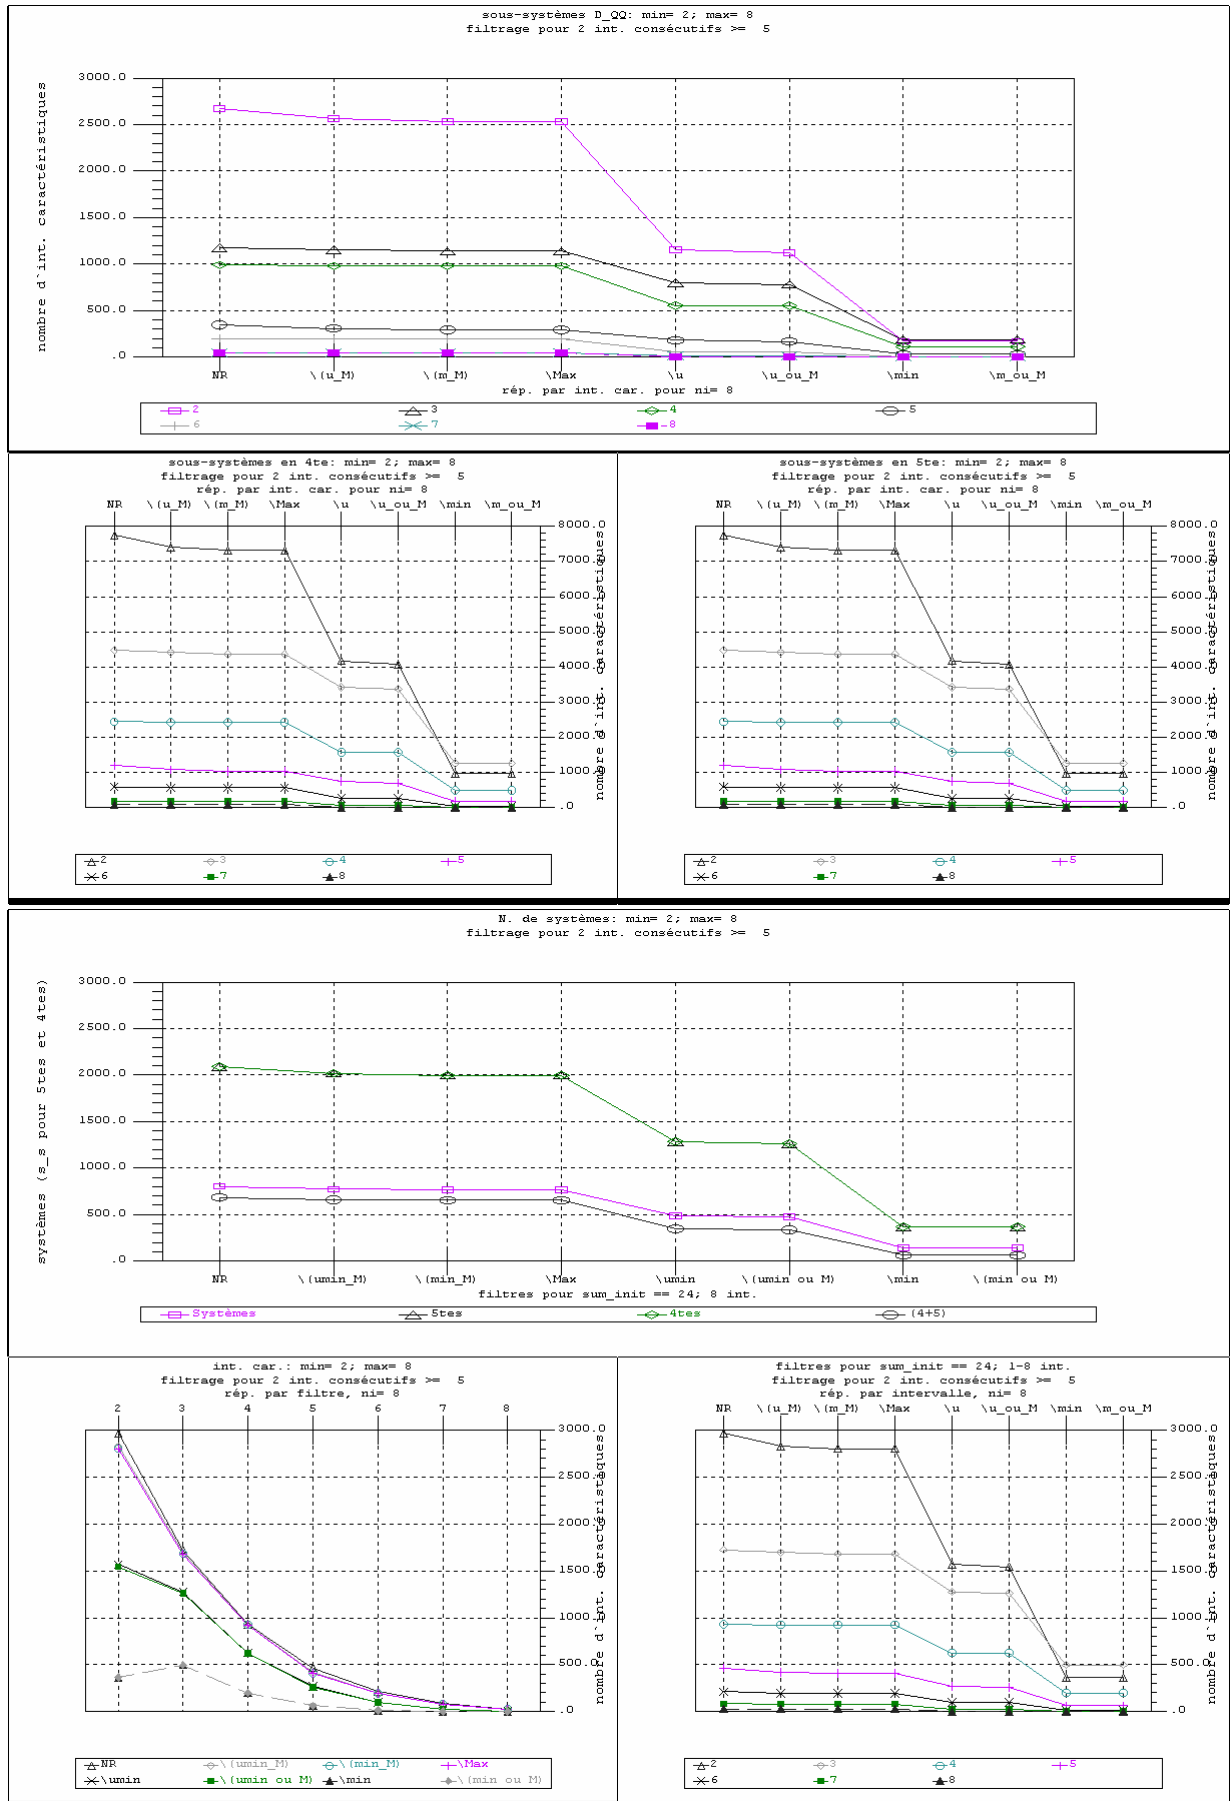 sous-systèmes D_QQ: min= 2; max= 8
filtrage pour 2 int. consécutifs >=  5
nombre d`int. caractéristiques
3000.0
2500.0
2000.0
1500.0
1000.0
500.0
.0
NR \(u_M) \(m_M) \Max \u \u_ou_M \min \m_ou_M
rép. par int. car. pour ni= 8
2 3 4 5
6 7 8
sous-systèmes en 4te: min= 2; max= 8
filtrage pour 2 int. consécutifs >=  5
rép. par int. car. pour ni= 8
NR \(u_M) \(m_M) \Max \u \u_ou_M \min \m_ou_M
8000.0
7000.0
6000.0
5000.0
4000.0
3000.0
2000.0
1000.0
.0
nombre d`int. caractéristiques
2 3 4 5
6 7 8
sous-systèmes en 5te: min= 2; max= 8
filtrage pour 2 int. consécutifs >=  5
rép. par int. car. pour ni= 8
NR \(u_M) \(m_M) \Max \u \u_ou_M \min \m_ou_M
8000.0
7000.0
6000.0
5000.0
4000.0
3000.0
2000.0
1000.0
.0
nombre d`int. caractéristiques
2 3 4 5
6 7 8
N. de systèmes: min= 2; max= 8
filtrage pour 2 int. consécutifs >=  5
systèmes (s_s pour 5tes et 4tes)
3000.0
2500.0
2000.0
1500.0
1000.0
500.0
.0
NR \(umin_M) \(min_M) \Max \umin \(umin ou M) \min \(min ou M)
filtres pour sum_init == 24; 8 int.
Systèmes 5tes 4tes (4+5)
int. car.: min= 2; max= 8
filtrage pour 2 int. consécutifs >=  5
rép. par filtre, ni= 8
2 3 4 5 6 7 8
3000.0
2500.0
2000.0
1500.0
1000.0
500.0
.0
nombre d`int. caractéristiques
NR \(umin_M) \(min_M) \Max
\umin \(umin ou M) \min \(min ou M)
filtres pour sum_init == 24; 1-8 int.
filtrage pour 2 int. consécutifs >=  5
rép. par intervalle, ni= 8
NR \(u_M) \(m_M) \Max \u \u_ou_M \min \m_ou_M
3000.0
2500.0
2000.0
1500.0
1000.0
500.0
.0
nombre d`int. caractéristiques
2 3 4 5
6 7 8